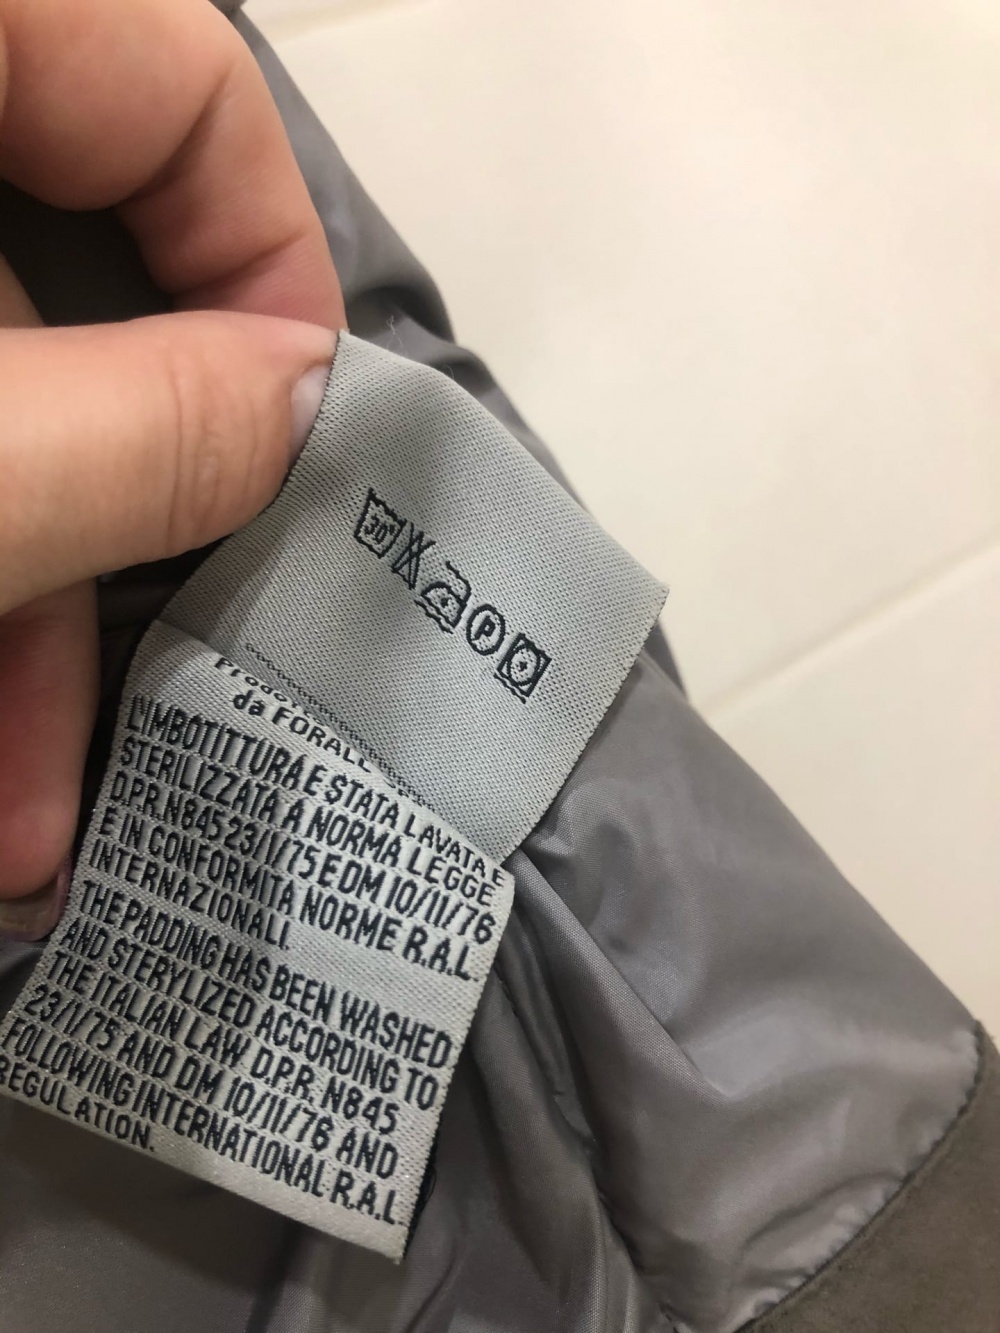 30°
P
da FORALL
L'IMBOTITTURA E STATA LAVATA E
STERILIZZATA A NORMA LEGGE
D.P.R. N845 23/1/75 E DM 10/11/76
E IN CONFORMITA NORME R.A.L.
INTERNAZIONALI.
THE PADDING HAS BEEN WASHED
AND STERYLIZED ACCORDING TO
THE ITALIAN LAW D.P.R. N845
23/1/75 AND DM 10/11/76 AND
FOLLOWING INTERNATIONAL R.A.L.
REGULATION.